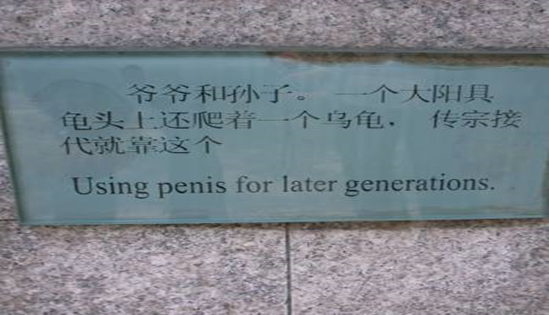 爷爷和孙子。 一个大阳具
龟头上还爬着一个乌龟， 传宗接
代就靠这个
Using penis for later generations.